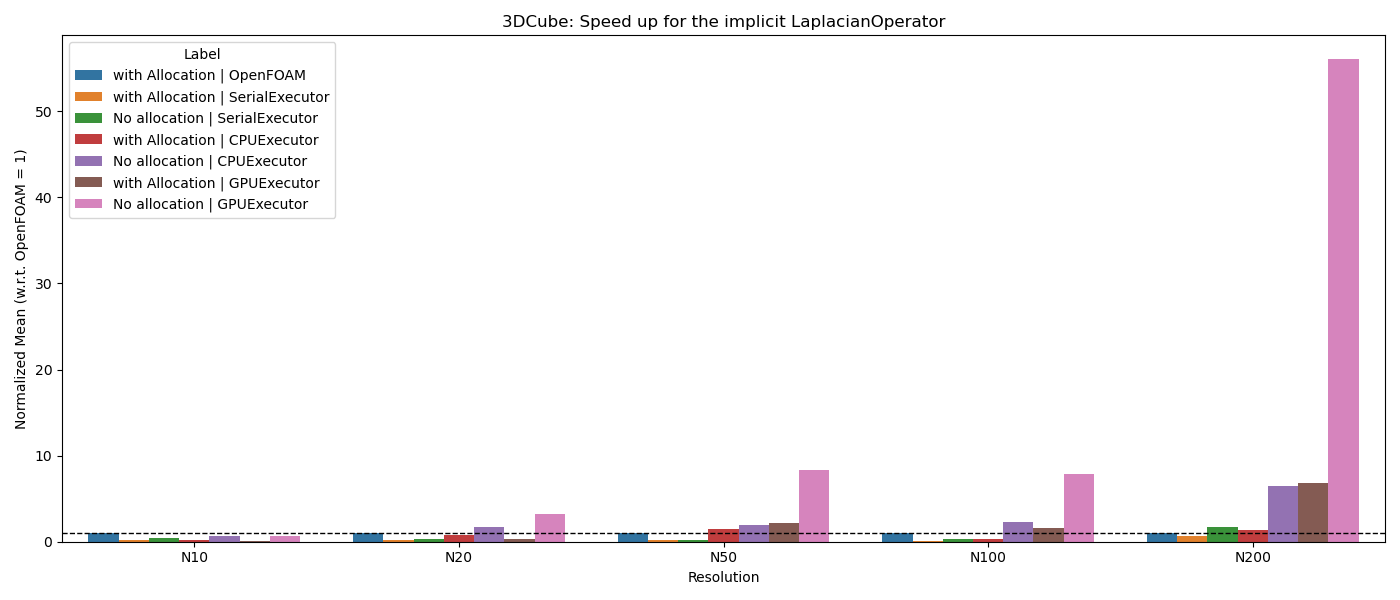 3DCube: Speed up for the implicit LaplacianOperator
Label
with Allocation | OpenFOAM
with Allocation | SerialExecutor
No allocation | SerialExecutor
with Allocation | CPUExecutor
No allocation | CPUExecutor
with Allocation | GPUExecutor
No allocation | GPUExecutor
Normalized Mean (w.r.t. OpenFOAM = 1)
50
40
30
20
10
0
N10 N20 N50 N100 N200
Resolution